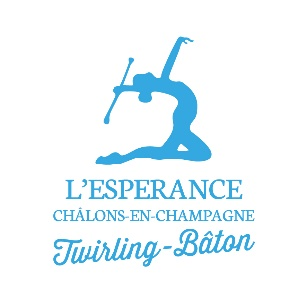 L'ESPERANCE
CHÂLONS-EN-CHAMPAGNE
Twirling-Bâton